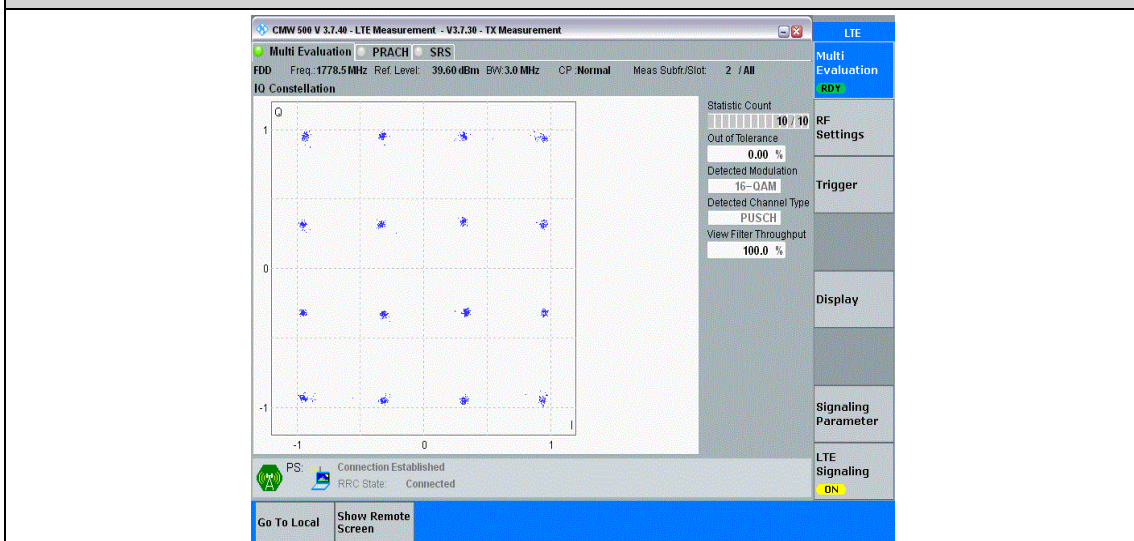 CMW 500 V 3.7.40 - LTE Measurement - V3.7.30 - TX Measurement
LTE
Multi Evaluation PRACH SRS
Multi
Evaluation
RDY
FDD Freq.:1778.5 MHz Ref. Level: 39.60 dBm BW:3.0 MHz CP :Normal Meas Subfr./Slot: 2 / All
IQ Constellation
Q
1
0
-1
-1 0 1
I
Statistic Count
10 / 10
Out of Tolerance
0.00 %
Detected Modulation
16-QAM
Detected Channel Type
PUSCH
View Filter Throughput
100.0 %
RF
Settings
Trigger
Display
Signaling
Parameter
LTE
Signaling
ON
PS: Connection Established
RRC State: Connected
Go To Local
Show Remote
Screen